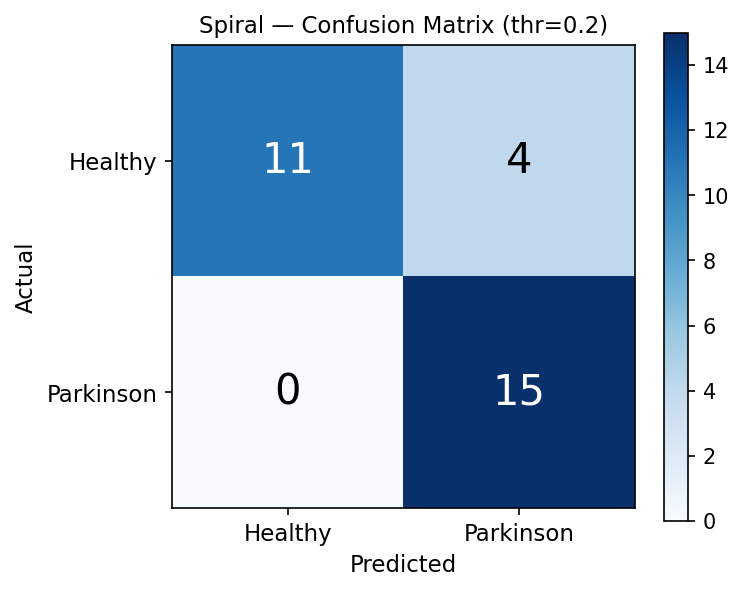 Spiral — Confusion Matrix (thr=0.2)
Actual
Healthy
11
4
Parkinson
0
15
Healthy
Parkinson
Predicted
14
12
10
8
6
4
2
0